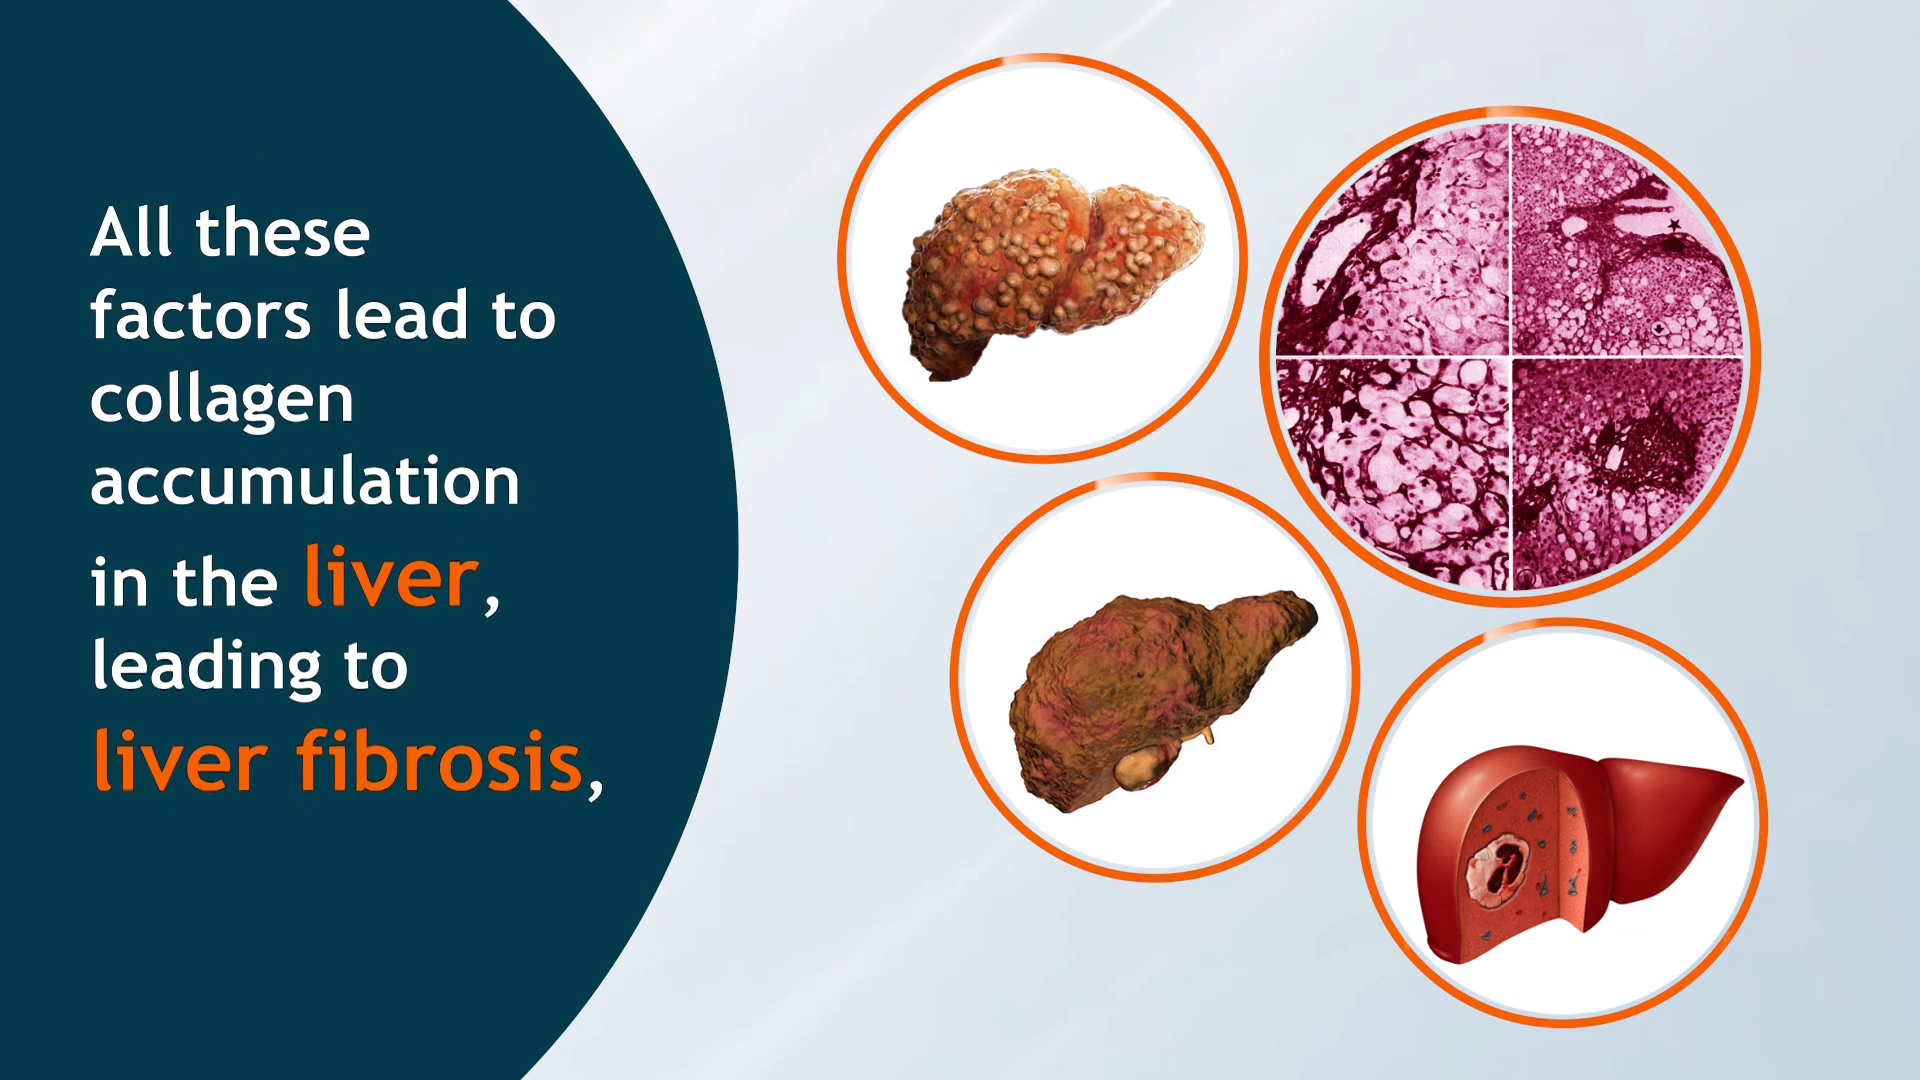 All these
factors lead to
collagen
accumulation
in the liver,
leading to
liver fibrosis,